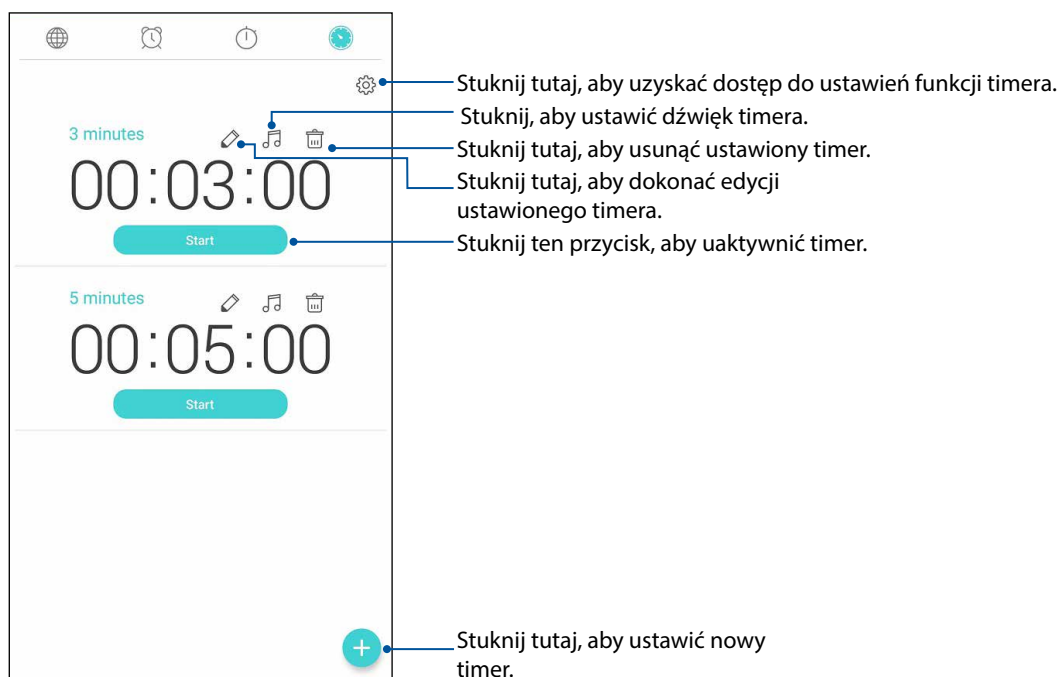 Stuknij tutaj, aby uzyskać dostęp do ustawień funkcji timera.
Stuknij, aby ustawić dźwięk timera.
3 minutes
Stuknij tutaj, aby usunąć ustawiony timer.
00:03:00
Stuknij tutaj, aby dokonać edycji
ustawionego timera.
Start
Stuknij ten przycisk, aby uaktywnić timer.
5 minutes
00:05:00
Start
Stuknij tutaj, aby ustawić nowy
timer.